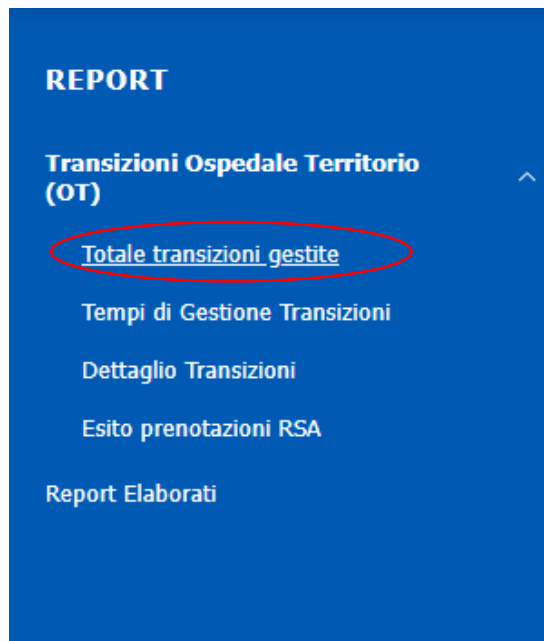 REPORT
Transizioni Ospedale Territorio
(OT)
Totale transizioni gestite
Tempi di Gestione Transizioni
Dettaglio Transizioni
Esito prenotazioni RSA
Report Elaborati